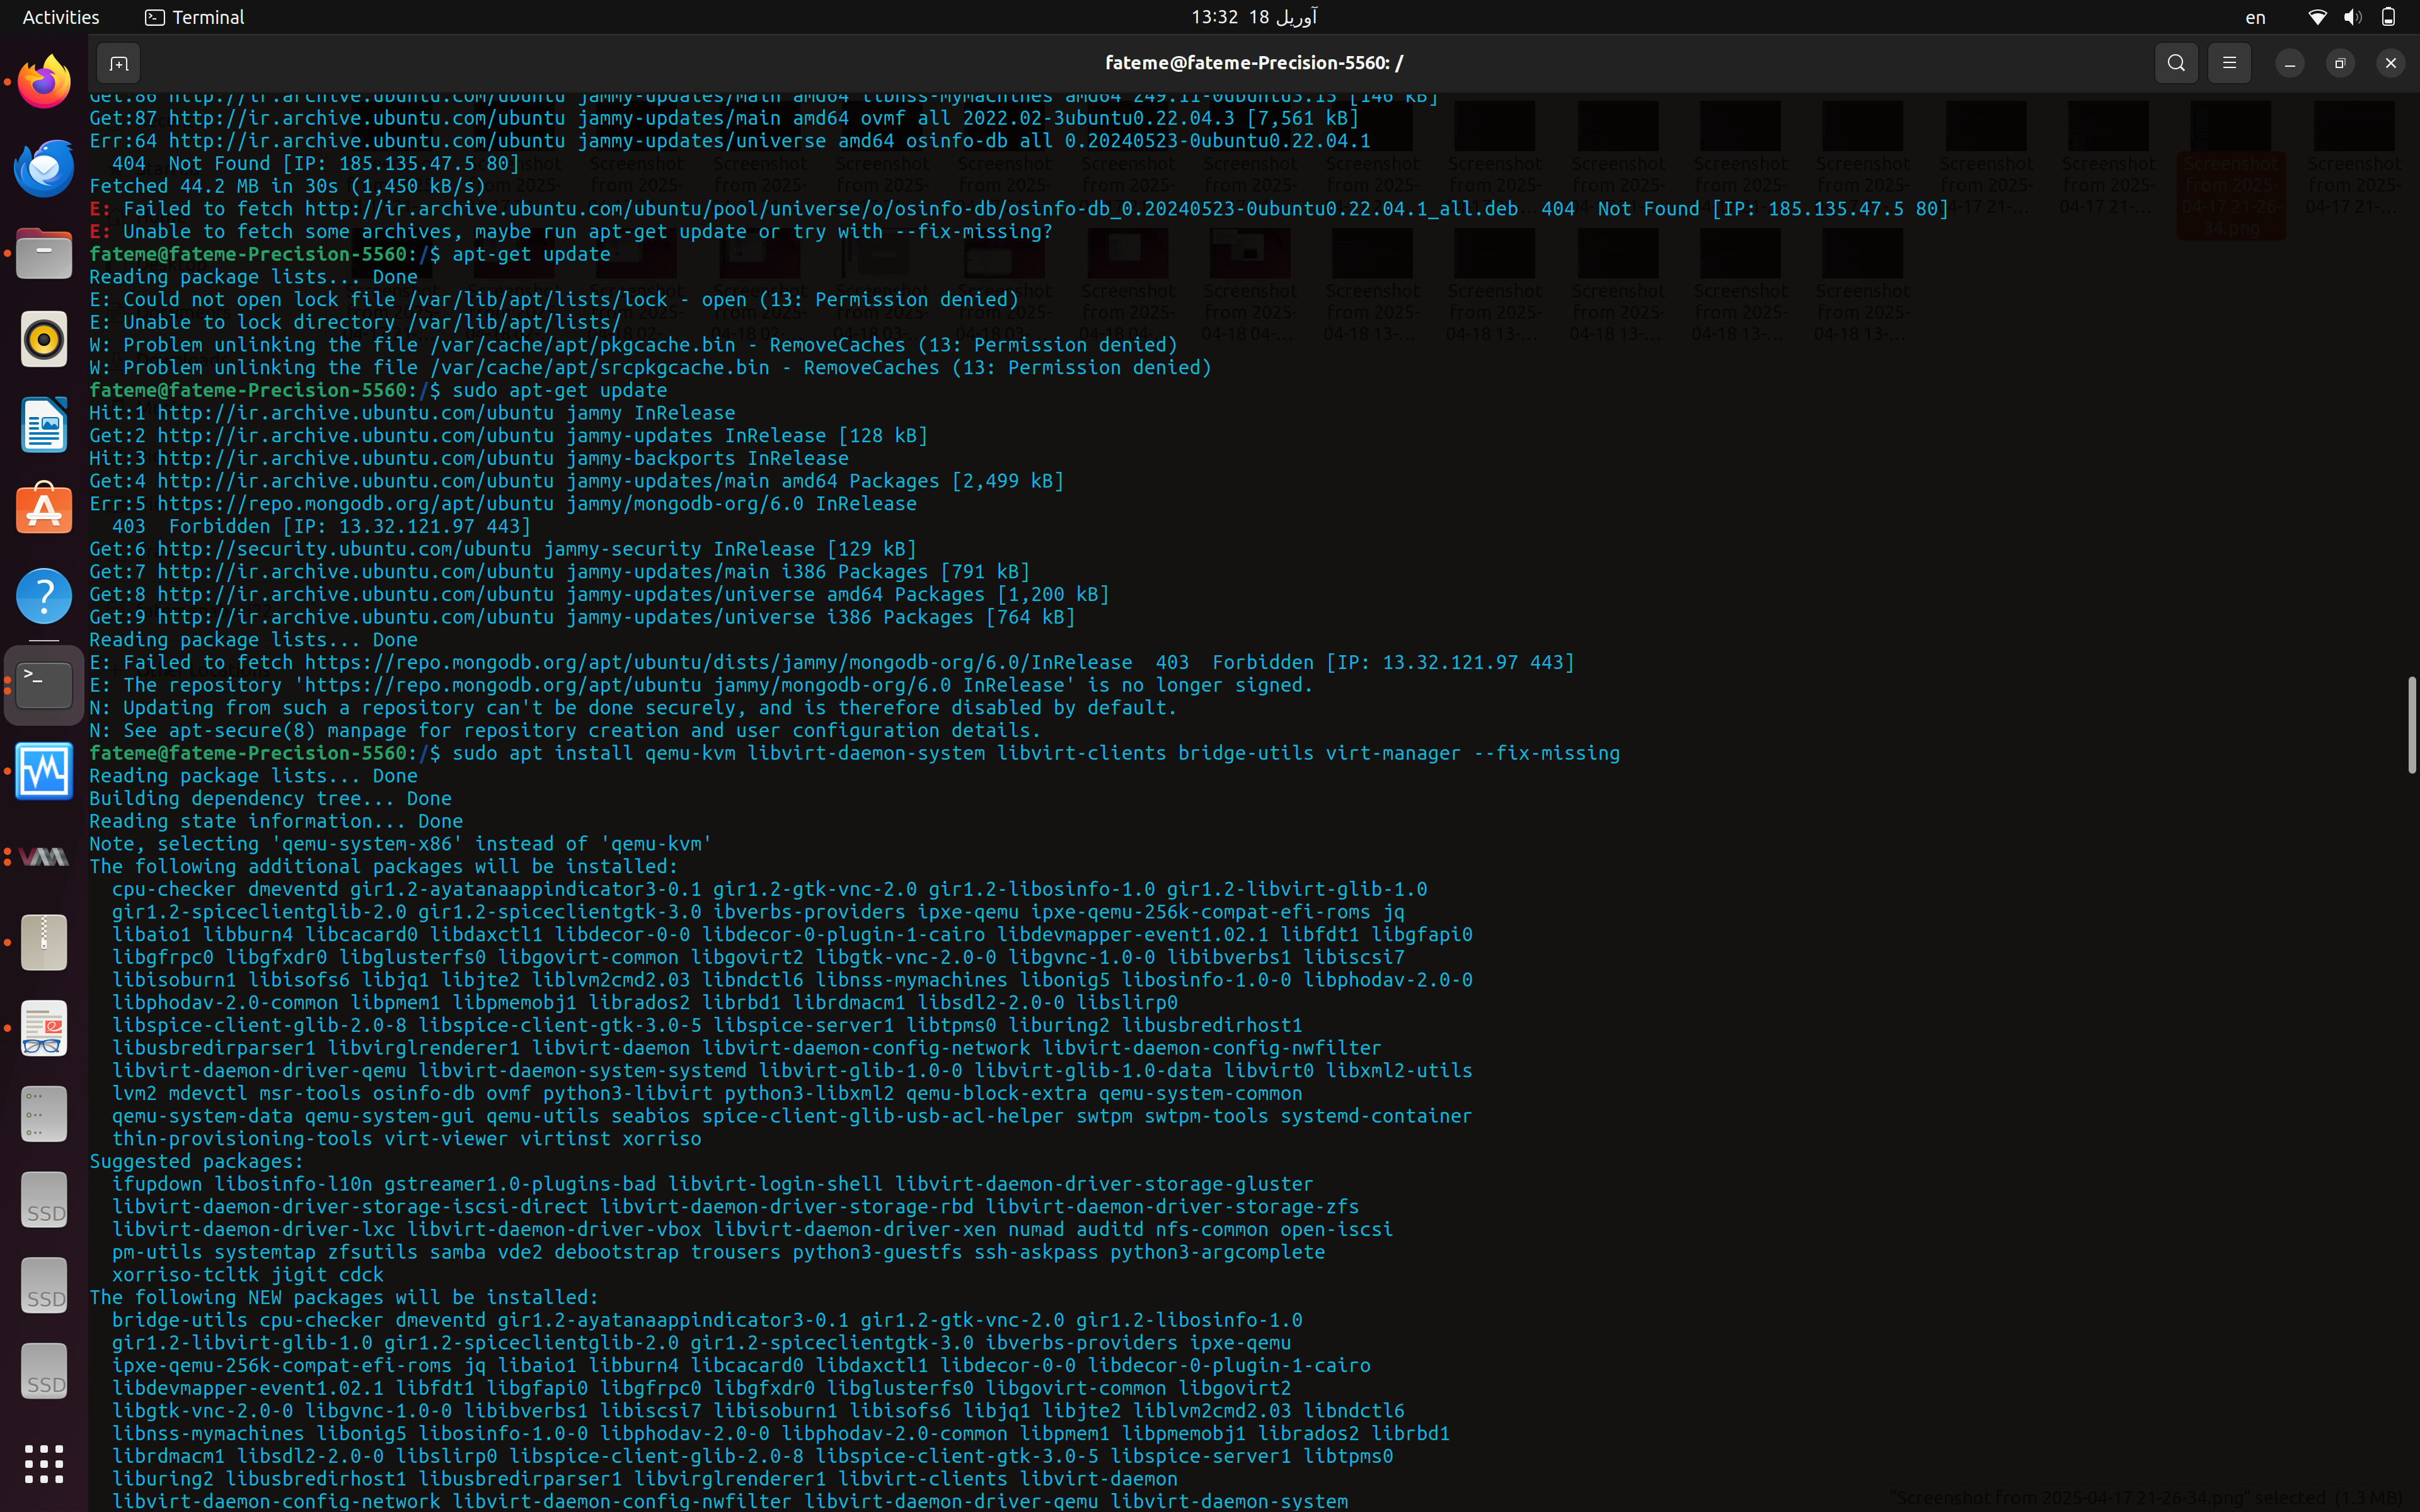 Activities
Terminal
13:32 18 آوریل
en
fateme@fateme-Precision-5560: /
Get:86 http://ir.archive.ubuntu.com/ubuntu jammy-updates/main amd64 libnss-mymachines amd64 249.11-0ubuntu3.15 [146 kB]
Get:87 http://ir.archive.ubuntu.com/ubuntu jammy-updates/main amd64 ovmf all 2022.02-3ubuntu0.22.04.3 [7,561 kB]
Err:64 http://ir.archive.ubuntu.com/ubuntu jammy-updates/universe amd64 osinfo-db all 0.20240523-0ubuntu0.22.04.1
  404  Not Found [IP: 185.135.47.5 80]
Fetched 44.2 MB in 30s (1,450 kB/s)
E: Failed to fetch http://ir.archive.ubuntu.com/ubuntu/pool/universe/o/osinfo-db/osinfo-db_0.20240523-0ubuntu0.22.04.1_all.deb  404  Not Found [IP: 185.135.47.5 80]
E: Unable to fetch some archives, maybe run apt-get update or try with --fix-missing?
fateme@fateme-Precision-5560:/$ apt-get update
Reading package lists... Done
E: Could not open lock file /var/lib/apt/lists/lock - open (13: Permission denied)
E: Unable to lock directory /var/lib/apt/lists/
W: Problem unlinking the file /var/cache/apt/pkgcache.bin - RemoveCaches (13: Permission denied)
W: Problem unlinking the file /var/cache/apt/srcpkgcache.bin - RemoveCaches (13: Permission denied)
fateme@fateme-Precision-5560:/$ sudo apt-get update
Hit:1 http://ir.archive.ubuntu.com/ubuntu jammy InRelease
Get:2 http://ir.archive.ubuntu.com/ubuntu jammy-updates InRelease [128 kB]
Hit:3 http://ir.archive.ubuntu.com/ubuntu jammy-backports InRelease
Get:4 http://ir.archive.ubuntu.com/ubuntu jammy-updates/main amd64 Packages [2,499 kB]
Err:5 https://repo.mongodb.org/apt/ubuntu jammy/mongodb-org/6.0 InRelease
  403  Forbidden [IP: 13.32.121.97 443]
Get:6 http://security.ubuntu.com/ubuntu jammy-security InRelease [129 kB]
Get:7 http://ir.archive.ubuntu.com/ubuntu jammy-updates/main i386 Packages [791 kB]
Get:8 http://ir.archive.ubuntu.com/ubuntu jammy-updates/universe amd64 Packages [1,200 kB]
Get:9 http://ir.archive.ubuntu.com/ubuntu jammy-updates/universe i386 Packages [764 kB]
Reading package lists... Done
E: Failed to fetch https://repo.mongodb.org/apt/ubuntu/dists/jammy/mongodb-org/6.0/InRelease  403  Forbidden [IP: 13.32.121.97 443]
E: The repository 'https://repo.mongodb.org/apt/ubuntu jammy/mongodb-org/6.0 InRelease' is no longer signed.
N: Updating from such a repository can't be done securely, and is therefore disabled by default.
N: See apt-secure(8) manpage for repository creation and user configuration details.
fateme@fateme-Precision-5560:/$ sudo apt install qemu-kvm libvirt-daemon-system libvirt-clients bridge-utils virt-manager --fix-missing
Reading package lists... Done
Building dependency tree... Done
Reading state information... Done
Note, selecting 'qemu-system-x86' instead of 'qemu-kvm'
The following additional packages will be installed:
  cpu-checker dmeventd gir1.2-ayatanaappindicator3-0.1 gir1.2-gtk-vnc-2.0 gir1.2-libosinfo-1.0 gir1.2-libvirt-glib-1.0
  gir1.2-spiceclientglib-2.0 gir1.2-spiceclientgtk-3.0 ibverbs-providers ipxe-qemu ipxe-qemu-256k-compat-efi-roms jq
  libaio1 libburn4 libcacard0 libdaxctl1 libdecor-0-0 libdecor-0-plugin-1-cairo libdevmapper-event1.02.1 libfdt1 libgfapi0
  libgfrpc0 libgfxdr0 libglusterfs0 libgovirt-common libgovirt2 libgtk-vnc-2.0-0 libgvnc-1.0-0 libibverbs1 libiscsi7
  libisoburn1 libisofs6 libjq1 libjte2 liblvm2cmd2.03 libndctl6 libnss-mymachines libonig5 libosinfo-1.0-0 libphodav-2.0-0
  libphodav-2.0-common libpmem1 libpmemobj1 librados2 librbd1 librdmacm1 libsdl2-2.0-0 libslirp0
  libspice-client-glib-2.0-8 libspice-client-gtk-3.0-5 libspice-server1 libtpms0 liburing2 libusbredirhost1
  libusbredirparser1 libvirglrenderer1 libvirt-daemon libvirt-daemon-config-network libvirt-daemon-config-nwfilter
  libvirt-daemon-driver-qemu libvirt-daemon-system-systemd libvirt-glib-1.0-0 libvirt-glib-1.0-data libvirt0 libxml2-utils
  lvm2 mdevctl msr-tools osinfo-db ovmf python3-libvirt python3-libxml2 qemu-block-extra qemu-system-common
  qemu-system-data qemu-system-gui qemu-utils seabios spice-client-glib-usb-acl-helper swtpm swtpm-tools systemd-container
  thin-provisioning-tools virt-viewer virtinst xorriso
Suggested packages:
  ifupdown libosinfo-l10n gstreamer1.0-plugins-bad libvirt-login-shell libvirt-daemon-driver-storage-gluster
  libvirt-daemon-driver-storage-iscsi-direct libvirt-daemon-driver-storage-rbd libvirt-daemon-driver-storage-zfs
  libvirt-daemon-driver-lxc libvirt-daemon-driver-vbox libvirt-daemon-driver-xen numad auditd nfs-common open-iscsi
  pm-utils systemtap zfsutils samba vde2 debootstrap trousers python3-guestfs ssh-askpass python3-argcomplete
  xorriso-tcltk jigit cdck
The following NEW packages will be installed:
  bridge-utils cpu-checker dmeventd gir1.2-ayatanaappindicator3-0.1 gir1.2-gtk-vnc-2.0 gir1.2-libosinfo-1.0
  gir1.2-libvirt-glib-1.0 gir1.2-spiceclientglib-2.0 gir1.2-spiceclientgtk-3.0 ibverbs-providers ipxe-qemu
  ipxe-qemu-256k-compat-efi-roms jq libaio1 libburn4 libcacard0 libdaxctl1 libdecor-0-0 libdecor-0-plugin-1-cairo
  libdevmapper-event1.02.1 libfdt1 libgfapi0 libgfrpc0 libgfxdr0 libglusterfs0 libgovirt-common libgovirt2
  libgtk-vnc-2.0-0 libgvnc-1.0-0 libibverbs1 libiscsi7 libisoburn1 libisofs6 libjq1 libjte2 liblvm2cmd2.03 libndctl6
  libnss-mymachines libonig5 libosinfo-1.0-0 libphodav-2.0-0 libphodav-2.0-common libpmem1 libpmemobj1 librados2 librbd1
  librdmacm1 libsdl2-2.0-0 libslirp0 libspice-client-glib-2.0-8 libspice-client-gtk-3.0-5 libspice-server1 libtpms0
  liburing2 libusbredirhost1 libusbredirparser1 libvirglrenderer1 libvirt-clients libvirt-daemon
  libvirt-daemon-config-network libvirt-daemon-config-nwfilter libvirt-daemon-driver-qemu libvirt-daemon-system
SSD
SSD
SSD
"Screenshot from 2025-04-17 21-26-34.png" selected (1.3 MB)